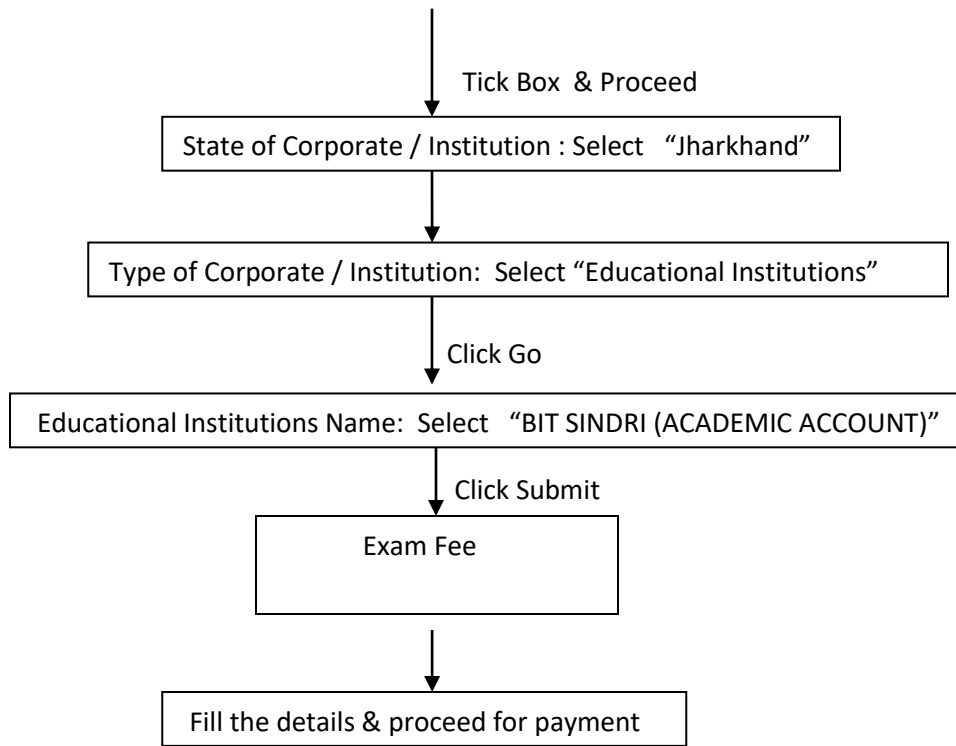 Tick Box & Proceed
State of Corporate / Institution : Select “Jharkhand”
Type of Corporate / Institution: Select “Educational Institutions”
Click Go
Educational Institutions Name: Select “BIT SINDRI (ACADEMIC ACCOUNT)”
Click Submit
Exam Fee
Fill the details & proceed for payment